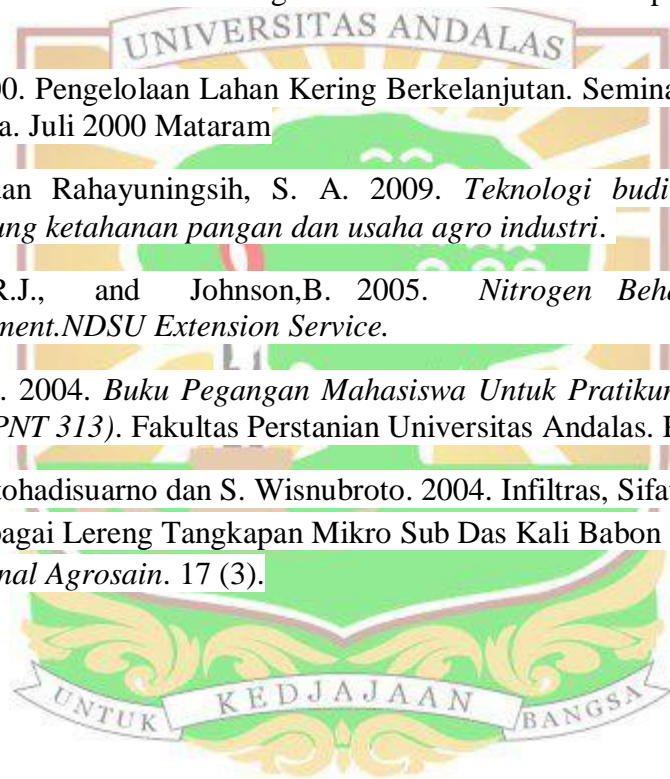 UNIVERSITAS ANDALAS
00. Pengelolaan Lahan Kering Berkelanjutan. Semina
a. Juli 2000 Mataram
dan Rahayuningsih, S. A. 2009. Teknologi budi
ung ketahanan pangan dan usaha agro industri.
R.J., and Johnson,B. 2005. Nitrogen Beha
ment.NDSU Extension Service.
. 2004. Buku Pegangan Mahasiswa Untuk Pratikur
PNT 313). Fakultas Perstanian Universitas Andalas. P
tohadisuarno dan S. Wisnubroto. 2004. Infiltras, Sifa
bagai Lereng Tangkapan Mikro Sub Das Kali Babon
nal Agrosain. 17 (3).
UNTUK KEDJAJAAN BANGSA